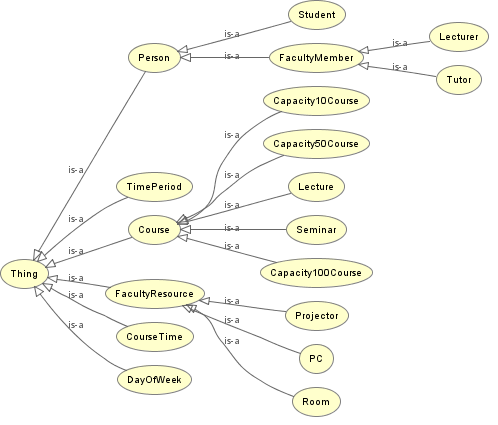 Student
is-a
Lecturer
Person
is-a
FacultyMember
is-a
is-a
Tutor
Capacity10Course
is-a
Capacity50Course
is-a
is-a
TimePeriod
is-a
Lecture
is-a
Course
is-a
Seminar
is-a
is-a
Capacity100Course
Thing
is-a
FacultyResource
is-a
is-a
Projector
is-a
CourseTime
is-a
PC
DayOfWeek
Room